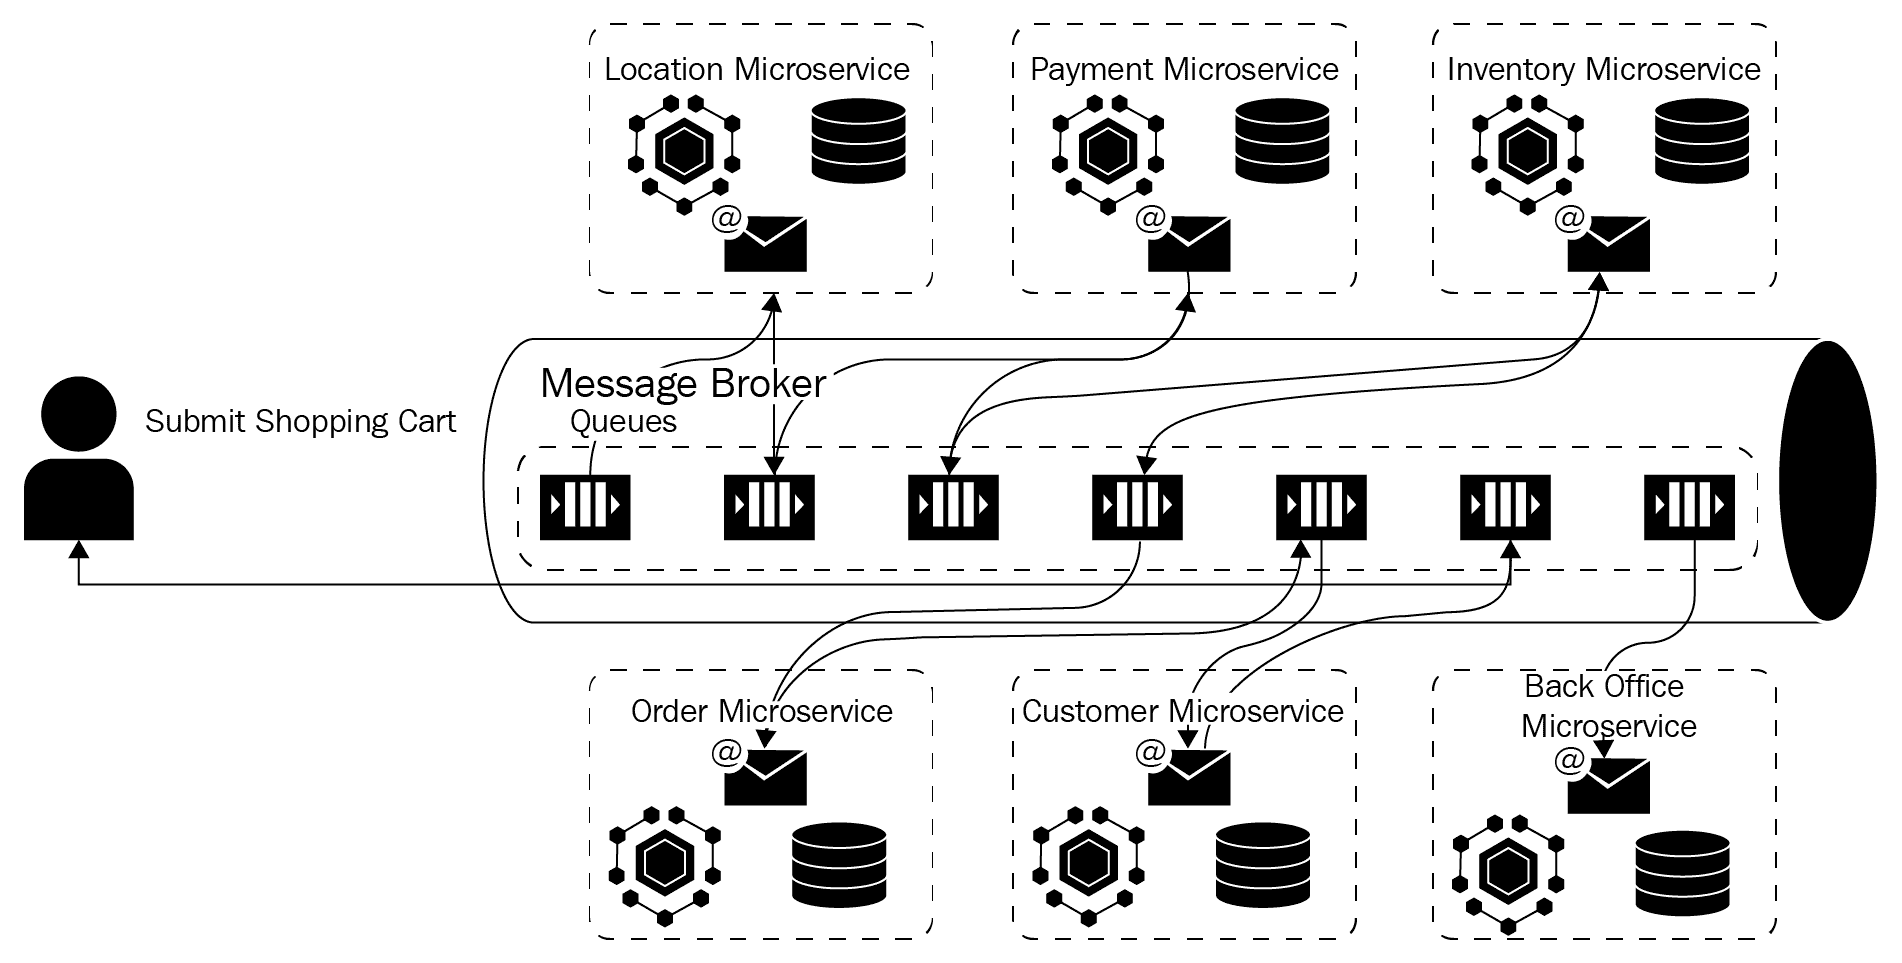 Location Microservice
Payment Microservice
Inventory Microservice
@
@
@
Message Broker
Submit Shopping Cart
Queues
Order Microservice
Customer Microservice
Back Office
Microservice
@
@
@